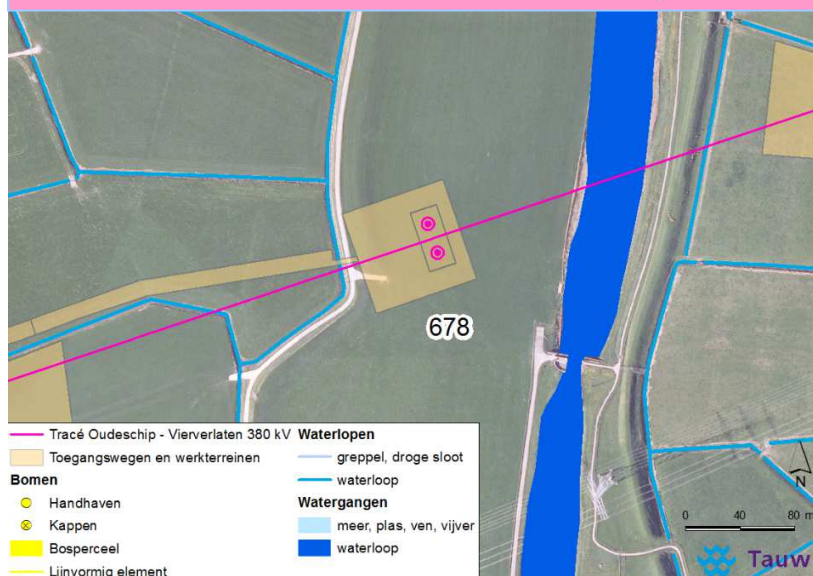 678
Tracé Oudeschip - Vierverlaten 380 kV
Toegangswegen en werkterreinen
Bomen
Handhaven
Kappen
Bosperceel
Lijnvormig element
Waterlopen
greppel, droge sloot
waterloop
Watergangen
meer, plas, ven, vijver
waterloop
N
0 40 80 m
Tauw